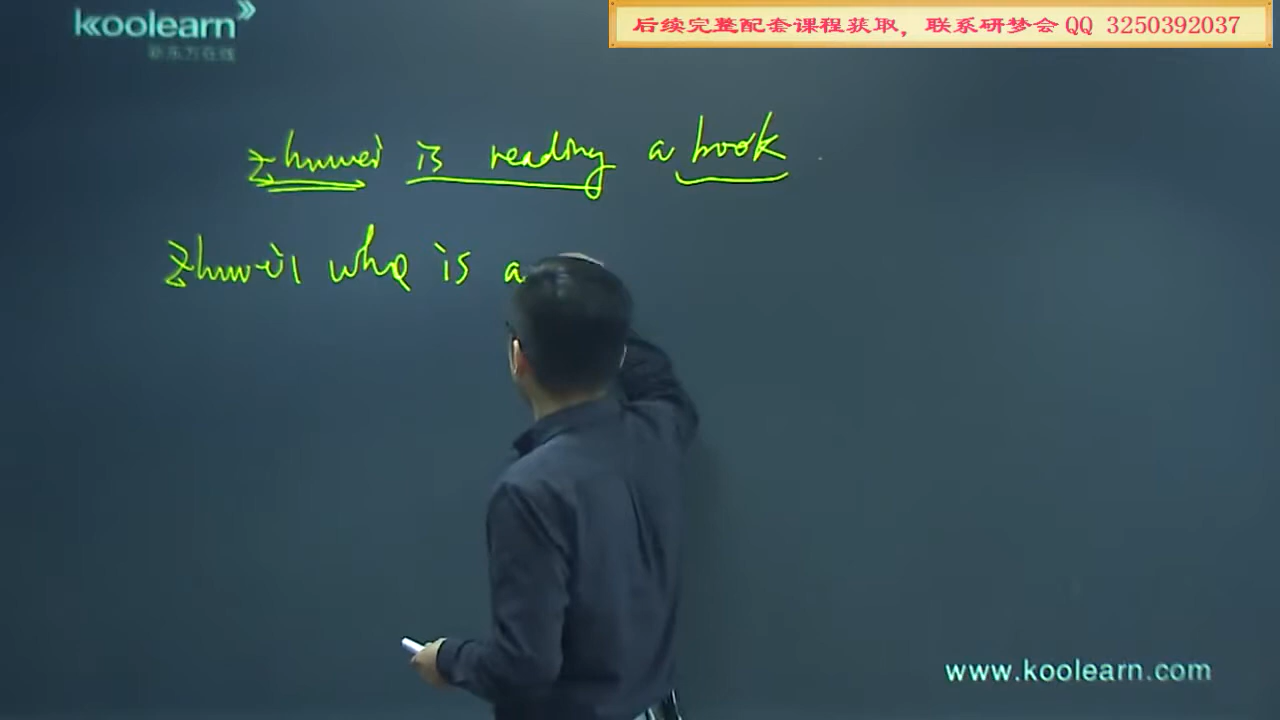 koolearn
新东方在线
后续完整配套课程获取，联系研梦会QQ 3250392037
zhuwei is reading a book
zhuwei who is a
www.koolearn.com